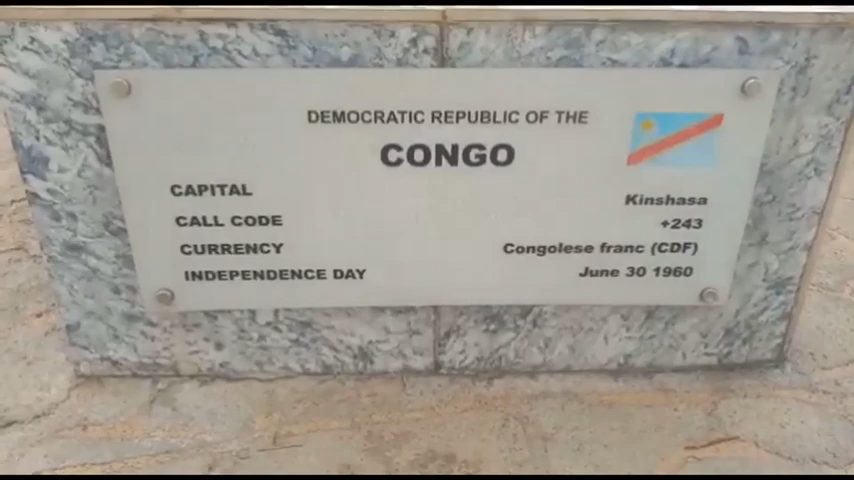 DEMOCRATIC REPUBLIC OF THE
CONGO
CAPITAL Kinshasa
CALL CODE +243
CURRENCY Congolese franc (CDF)
INDEPENDENCE DAY June 30 1960